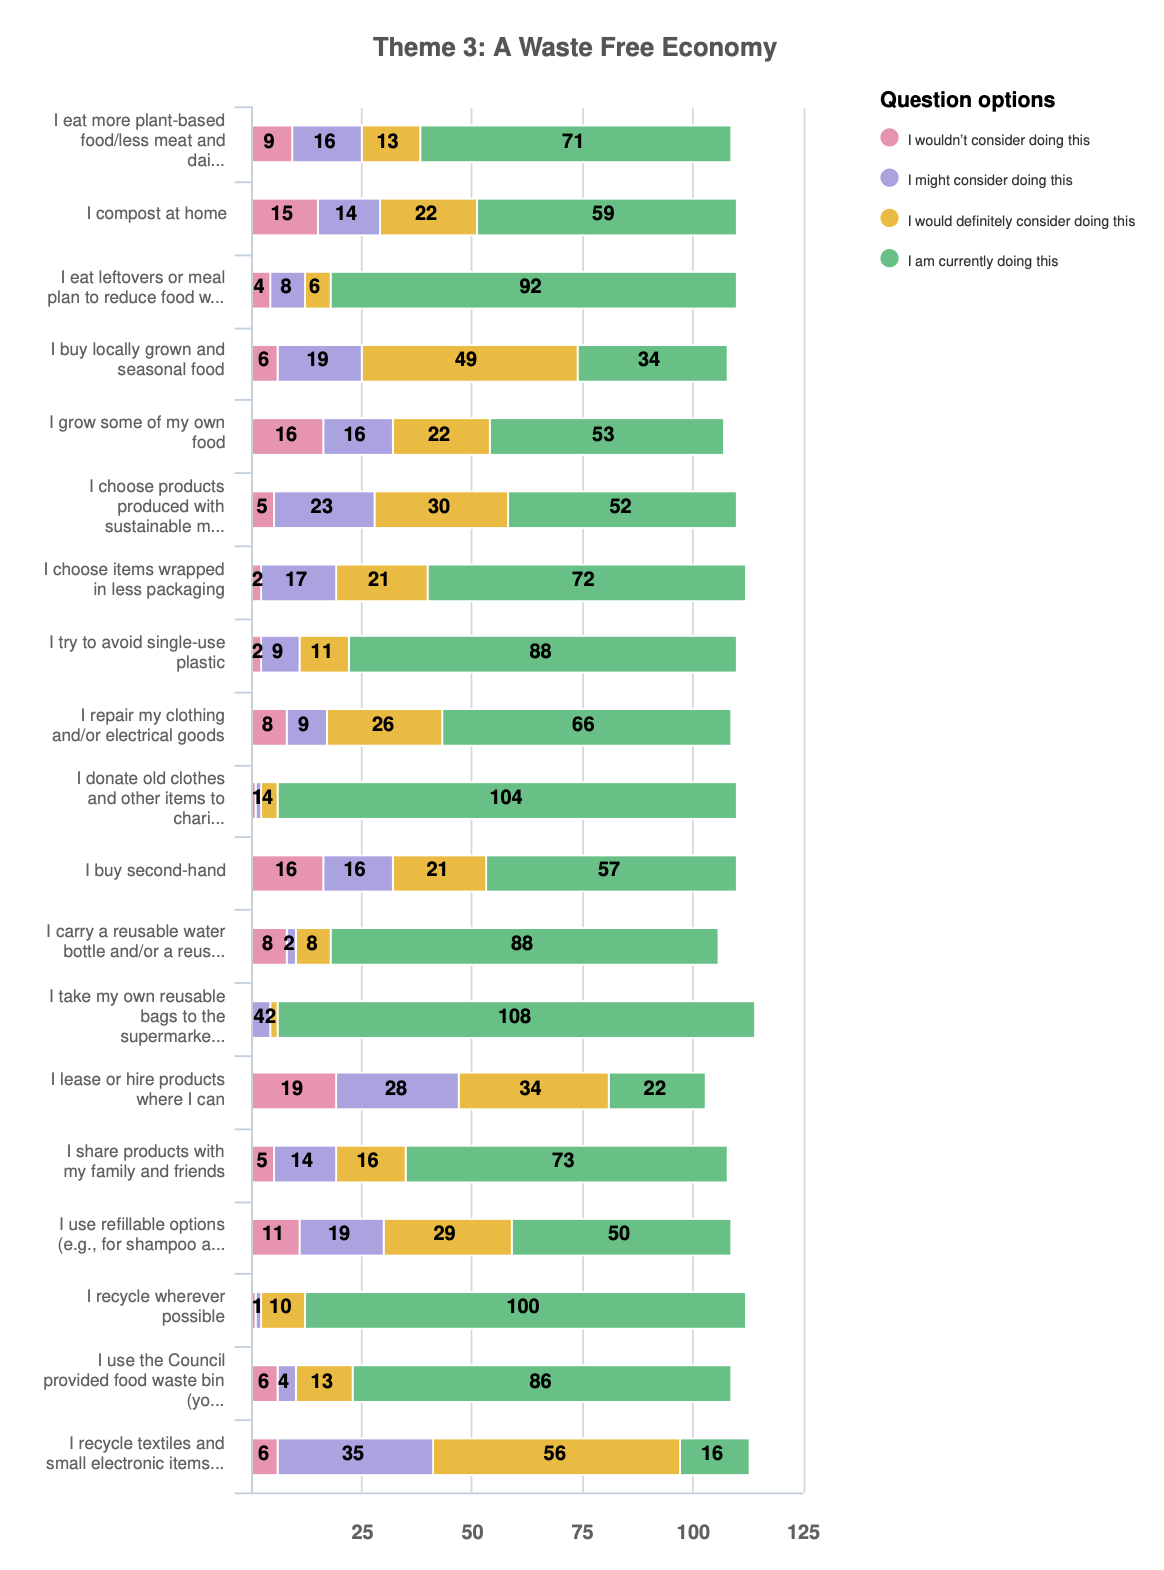 Theme 3: A Waste Free Economy
Question options
I wouldn't consider doing this
I might consider doing this
I would definitely consider doing this
I am currently doing this
I eat more plant-based
food/less meat and
dai...
9 16 13 71
I compost at home
15 14 22 59
I eat leftovers or meal
plan to reduce food w...
4 8 6 92
I buy locally grown and
seasonal food
6 19 49 34
I grow some of my own
food
16 16 22 53
I choose products
produced with
sustainable m...
5 23 30 52
I choose items wrapped
in less packaging
2 17 21 72
I try to avoid single-use
plastic
2 9 11 88
I repair my clothing
and/or electrical goods
8 9 26 66
I donate old clothes
and other items to
chari...
1 4 104
I buy second-hand
16 16 21 57
I carry a reusable water
bottle and/or a reus...
8 2 8 88
I take my own reusable
bags to the
supermarke...
4 2 108
I lease or hire products
where I can
19 28 34 22
I share products with
my family and friends
5 14 16 73
I use refillable options
(e.g., for shampoo a...
11 19 29 50
I recycle wherever
possible
1 10 100
I use the Council
provided food waste bin
(yo...
6 4 13 86
I recycle textiles and
small electronic items...
6 35 56 16
25 50 75 100 125